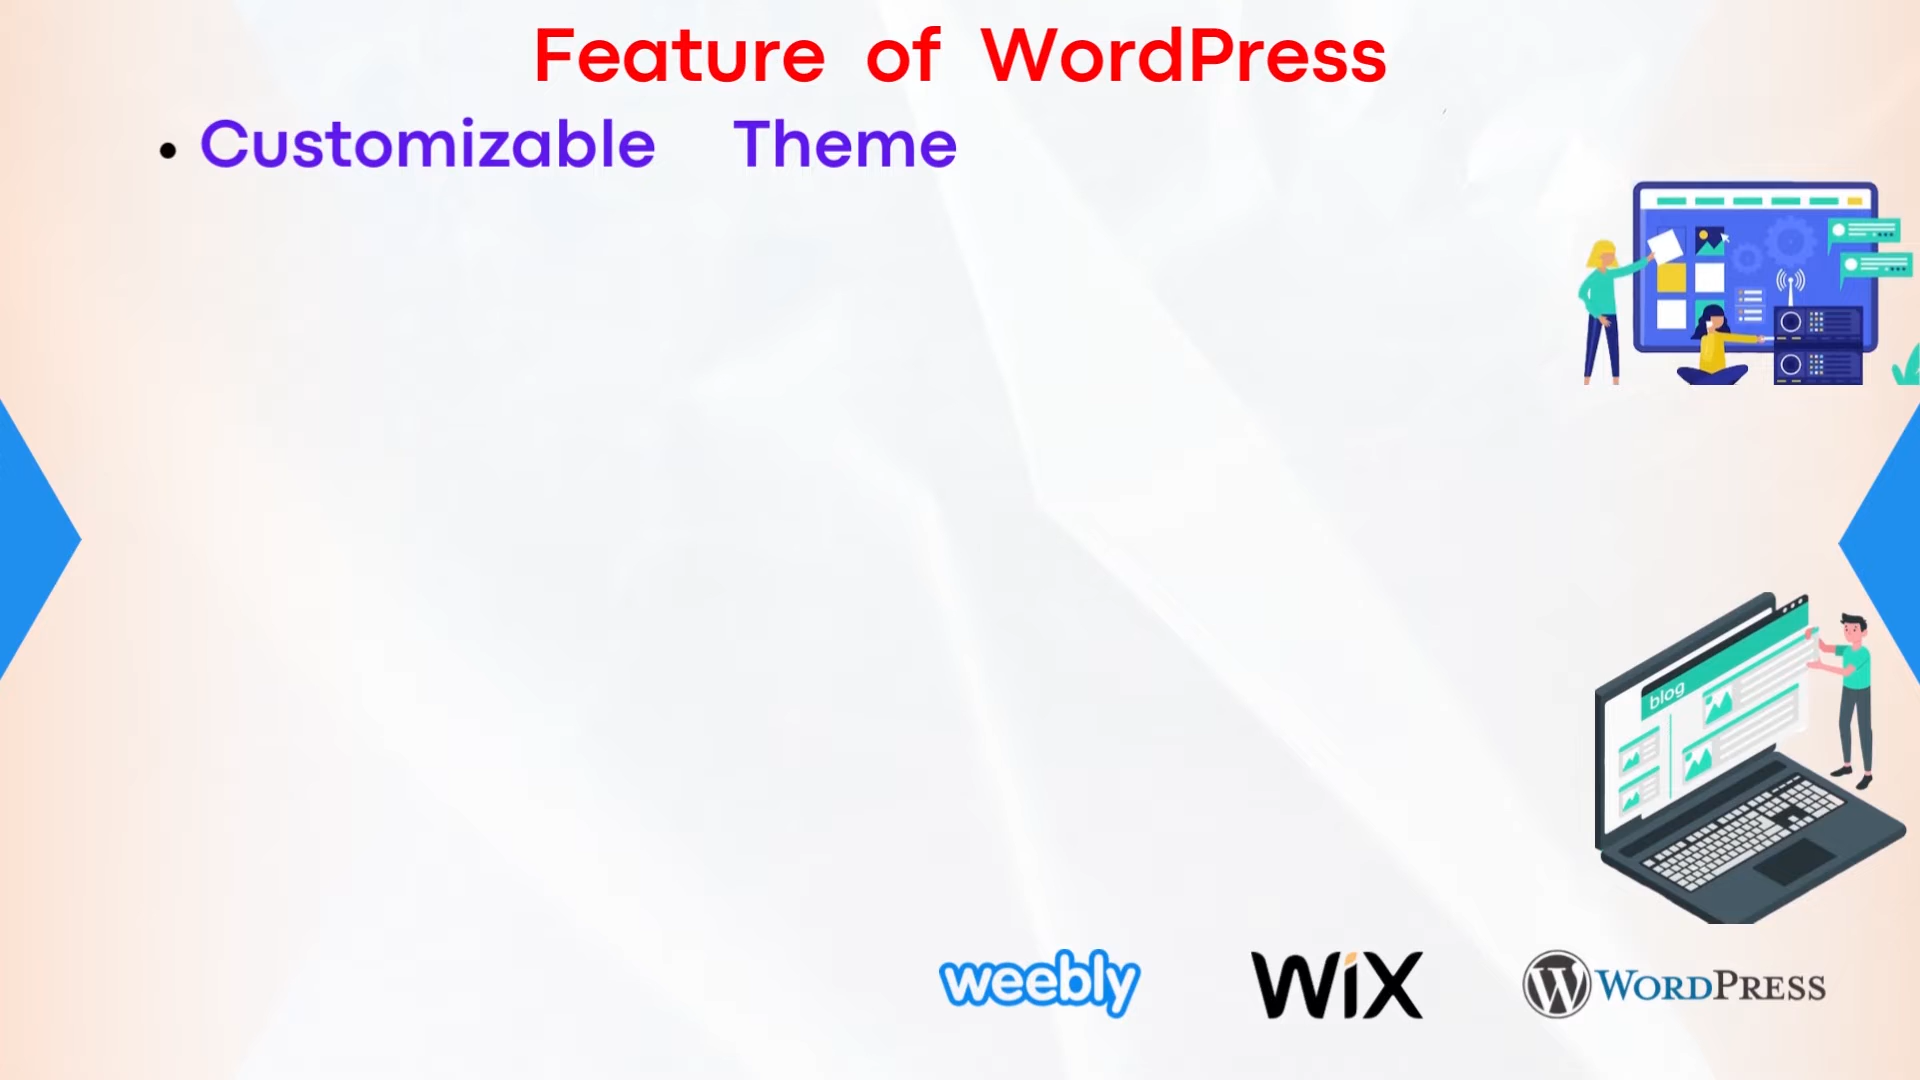 Feature of WordPress
• Customizable Theme
blog
weebly
WiX
W WORDPRESS